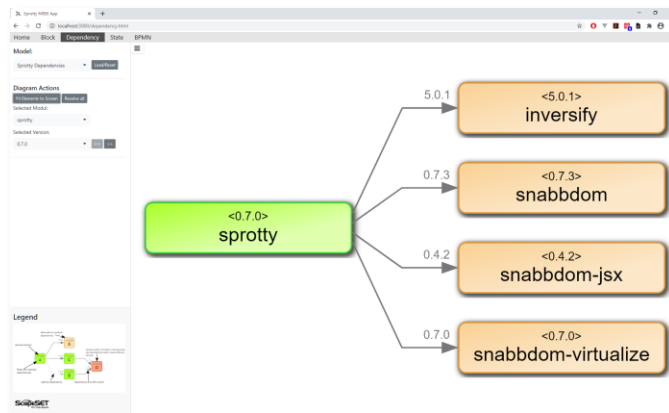 Sprotty MBSE App
localhost:3000/dependency.html
Home Block Dependency State BPMN
Model:
Sprotty Dependencies Load/Reset
Diagram Actions
Fit Elements to Screen Resolve all
Selected Modul:
sprotty
Selected Version:
0.7.0
Legend
ScopeSET
5.0.1
<5.0.1>
inversify
0.7.3
<0.7.3>
snabbdom
<0.7.0>
sprotty
0.4.2
<0.4.2>
snabbdom-jsx
0.7.0
<0.7.0>
snabbdom-virtualize